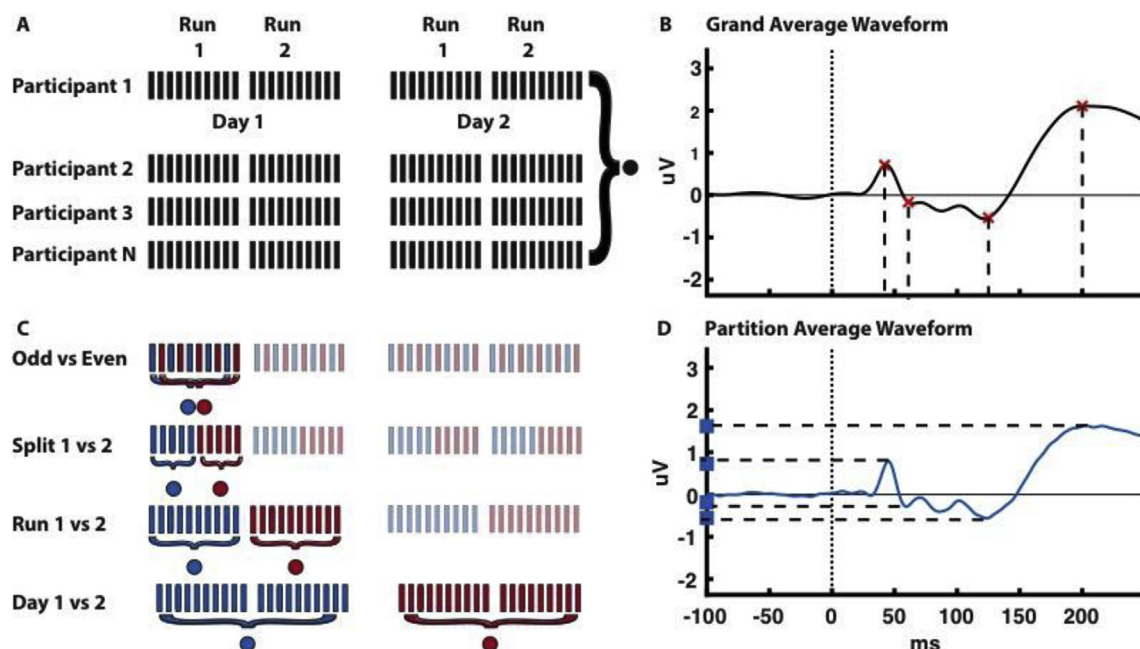 A
Run
1
Run
2
Run
1
Run
2
Participant 1
Day 1
Day 2
Participant 2
Participant 3
Participant N
B Grand Average Waveform
3
2
1
0
-1
-2
uV
C
Odd vs Even
Split 1 vs 2
Run 1 vs 2
Day 1 vs 2
D Partition Average Waveform
3
2
1
0
-1
-2
uV
-100 -50 0 50 100 150 200
ms